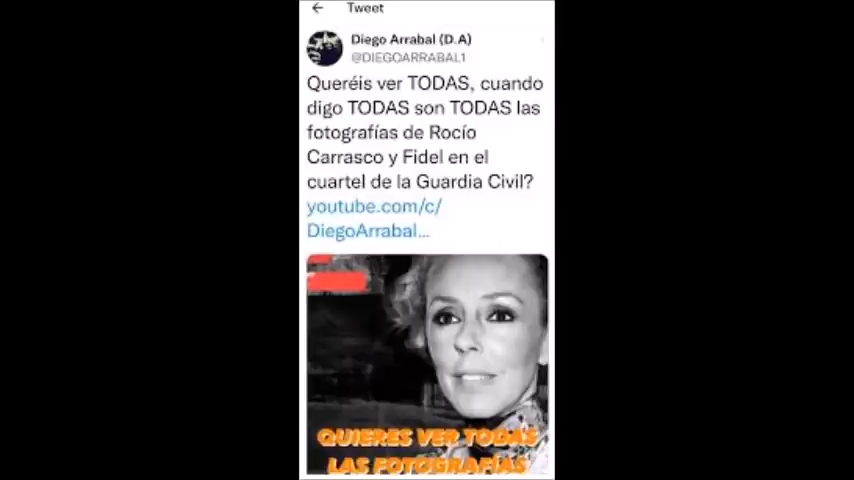 Tweet
Diego Arrabal (D.A)
@DIEGOARRABAL1
Queréis ver TODAS, cuando
digo TODAS son TODAS las
fotografías de Rocío
Carrasco y Fidel en el
cuartel de la Guardia Civil?
youtube.com/c/
DiegoArrabal...
QUIERES VER TODAS
LAS FOTOGRAFÍAS